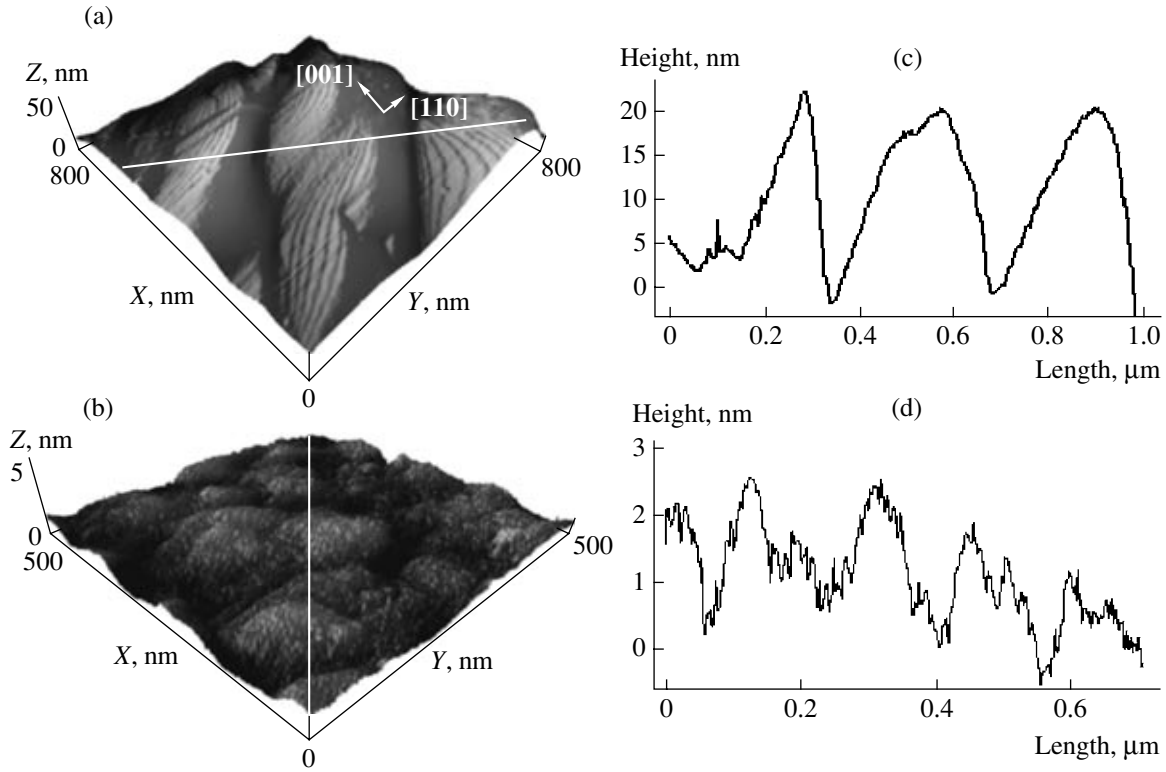 (a)
Z, nm
50
0
800
[001]
[110]
800
X, nm
Y, nm
0
(b)
Z, nm
5
0
500
500
X, nm
Y, nm
0
Height, nm
(c)
20
15
10
5
0
0 0.2 0.4 0.6 0.8 1.0
Length, µm
Height, nm
(d)
3
2
1
0
0 0.2 0.4 0.6
Length, µm